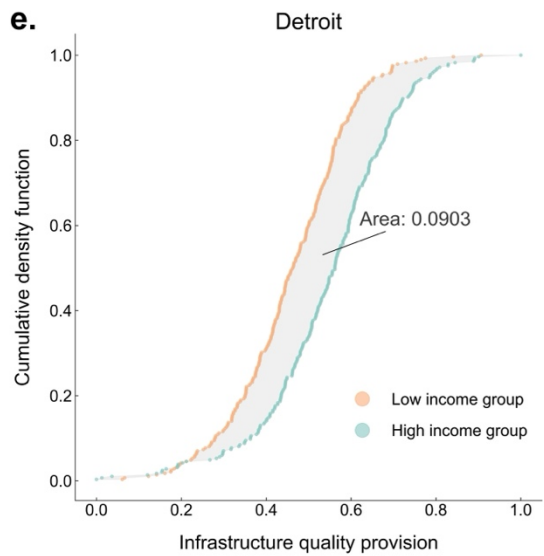 e.
Detroit
Cumulative density function
1.0
0.8
0.6
0.4
0.2
0.0
Area: 0.0903
Low income group
High income group
0.0 0.2 0.4 0.6 0.8 1.0
Infrastructure quality provision